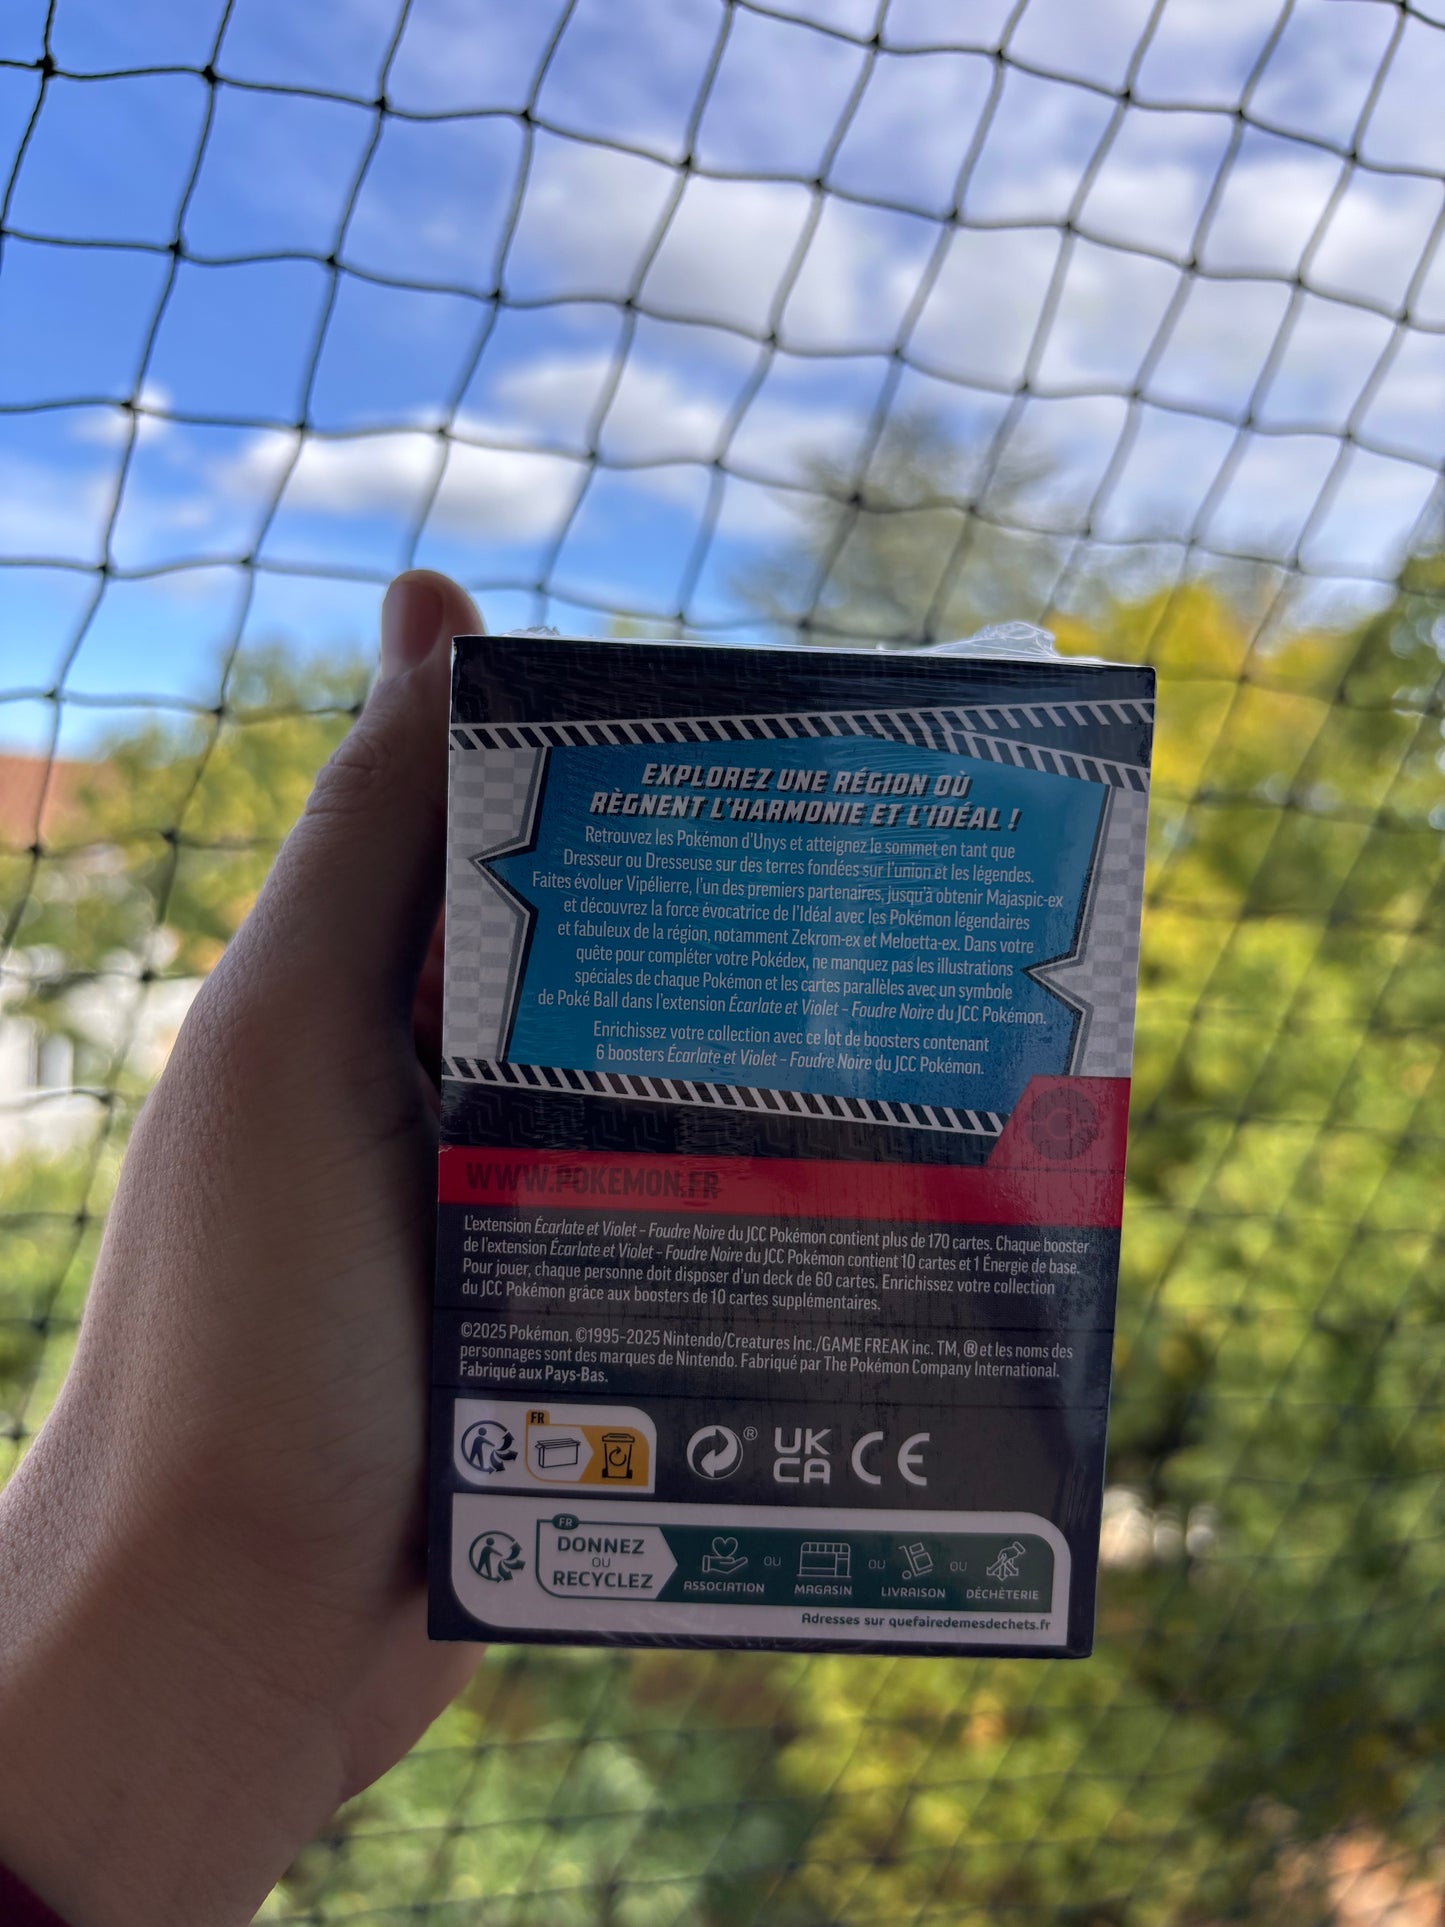 EXPLOREZ UNE RÉGION OÙ
RÈGNENT L'HARMONIE ET L'IDÉAL !
Retrouvez les Pokémon d'Unys et atteignez le sommet en tant que
Dresseur ou Dresseuse sur des terres fondées sur l'union et les légendes.
Faites évoluer Vipélierre, l'un des premiers partenaires, jusqu'à obtenir Majaspic-ex
et découvrez la force évocatrice de l'Idéal avec les Pokémon légendaires
et fabuleux de la région, notamment Zekrom-ex et Meloetta-ex. Dans votre
quête pour compléter votre Pokédex, ne manquez pas les illustrations
spéciales de chaque Pokémon et les cartes parallèles avec un symbole
de Poké Ball dans l'extension Écarlate et Violet – Foudre Noire du JCC Pokémon.
Enrichissez votre collection avec ce lot de boosters contenant
6 boosters Écarlate et Violet – Foudre Noire du JCC Pokémon.
WWW.POKEMON.FR
L'extension Écarlate et Violet – Foudre Noire du JCC Pokémon contient plus de 170 cartes. Chaque booster
de l'extension Écarlate et Violet – Foudre Noire du JCC Pokémon contient 10 cartes et 1 Énergie de base.
Pour jouer, chaque personne doit disposer d'un deck de 60 cartes. Enrichissez votre collection
du JCC Pokémon grâce aux boosters de 10 cartes supplémentaires.
©2025 Pokémon. ©1995–2025 Nintendo/Creatures Inc./GAME FREAK inc. TM, ® et les noms des
personnages sont des marques de Nintendo. Fabriqué par The Pokémon Company International.
Fabriqué aux Pays-Bas.
FR
®
UK
CA
CE
FR
DONNEZ
OU
RECYCLEZ
ASSOCIATION OU MAGASIN OU LIVRAISON OU DÉCHÈTERIE
Adresses sur quefairedemesdechets.fr